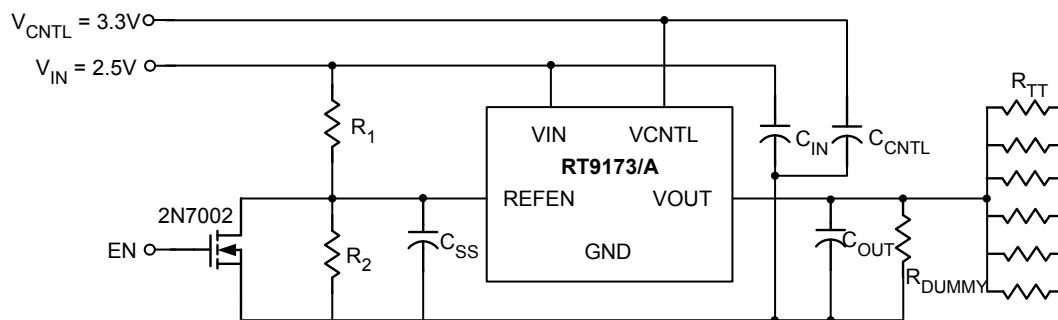 VCNTL = 3.3V
VIN = 2.5V
RTT
R1
VIN VCNTL
CIN CCNTL
RT9173/A
2N7002
REFEN VOUT
EN
R2
CSS
GND
COUT
RDUMMY